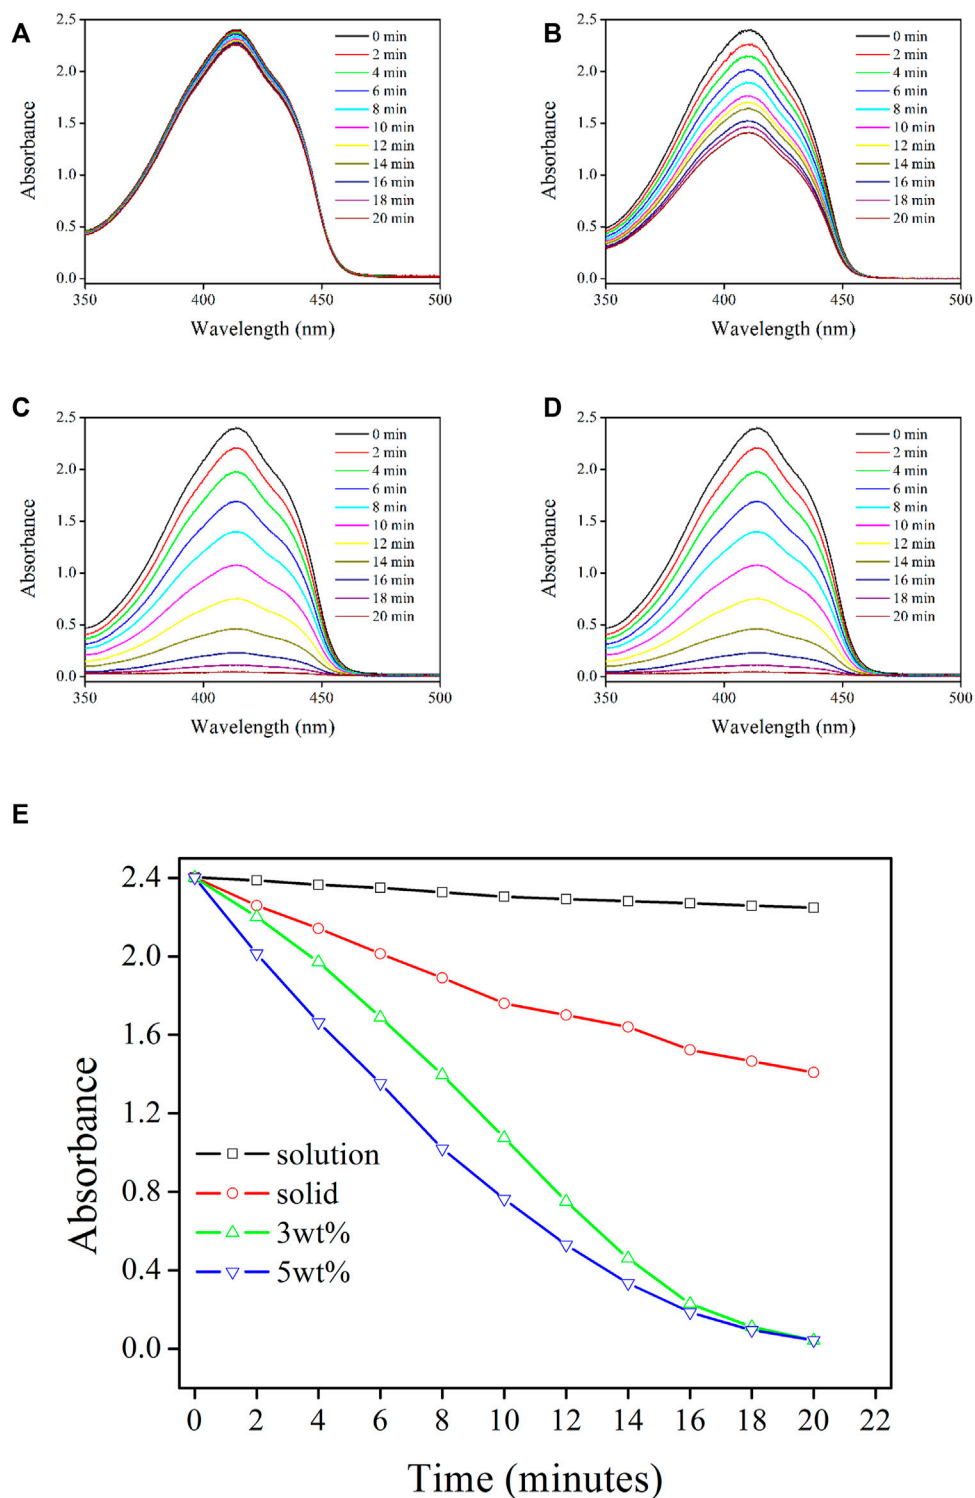 A
2.5
2.0
1.5
1.0
0.5
0.0
Absorbance
350
400
450
500
Wavelength (nm)
0 min
2 min
4 min
6 min
8 min
10 min
12 min
14 min
16 min
18 min
20 min
B
2.5
2.0
1.5
1.0
0.5
0.0
Absorbance
350
400
450
500
Wavelength (nm)
0 min
2 min
4 min
6 min
8 min
10 min
12 min
14 min
16 min
18 min
20 min
C
2.5
2.0
1.5
1.0
0.5
0.0
Absorbance
350
400
450
500
Wavelength (nm)
0 min
2 min
4 min
6 min
8 min
10 min
12 min
14 min
16 min
18 min
20 min
D
2.5
2.0
1.5
1.0
0.5
0.0
Absorbance
350
400
450
500
Wavelength (nm)
0 min
2 min
4 min
6 min
8 min
10 min
12 min
14 min
16 min
18 min
20 min
E
2.4
2.0
1.6
1.2
0.8
0.4
0.0
Absorbance
solution
solid
3wt%
5wt%
0 2 4 6 8 10 12 14 16 18 20 22
Time (minutes)